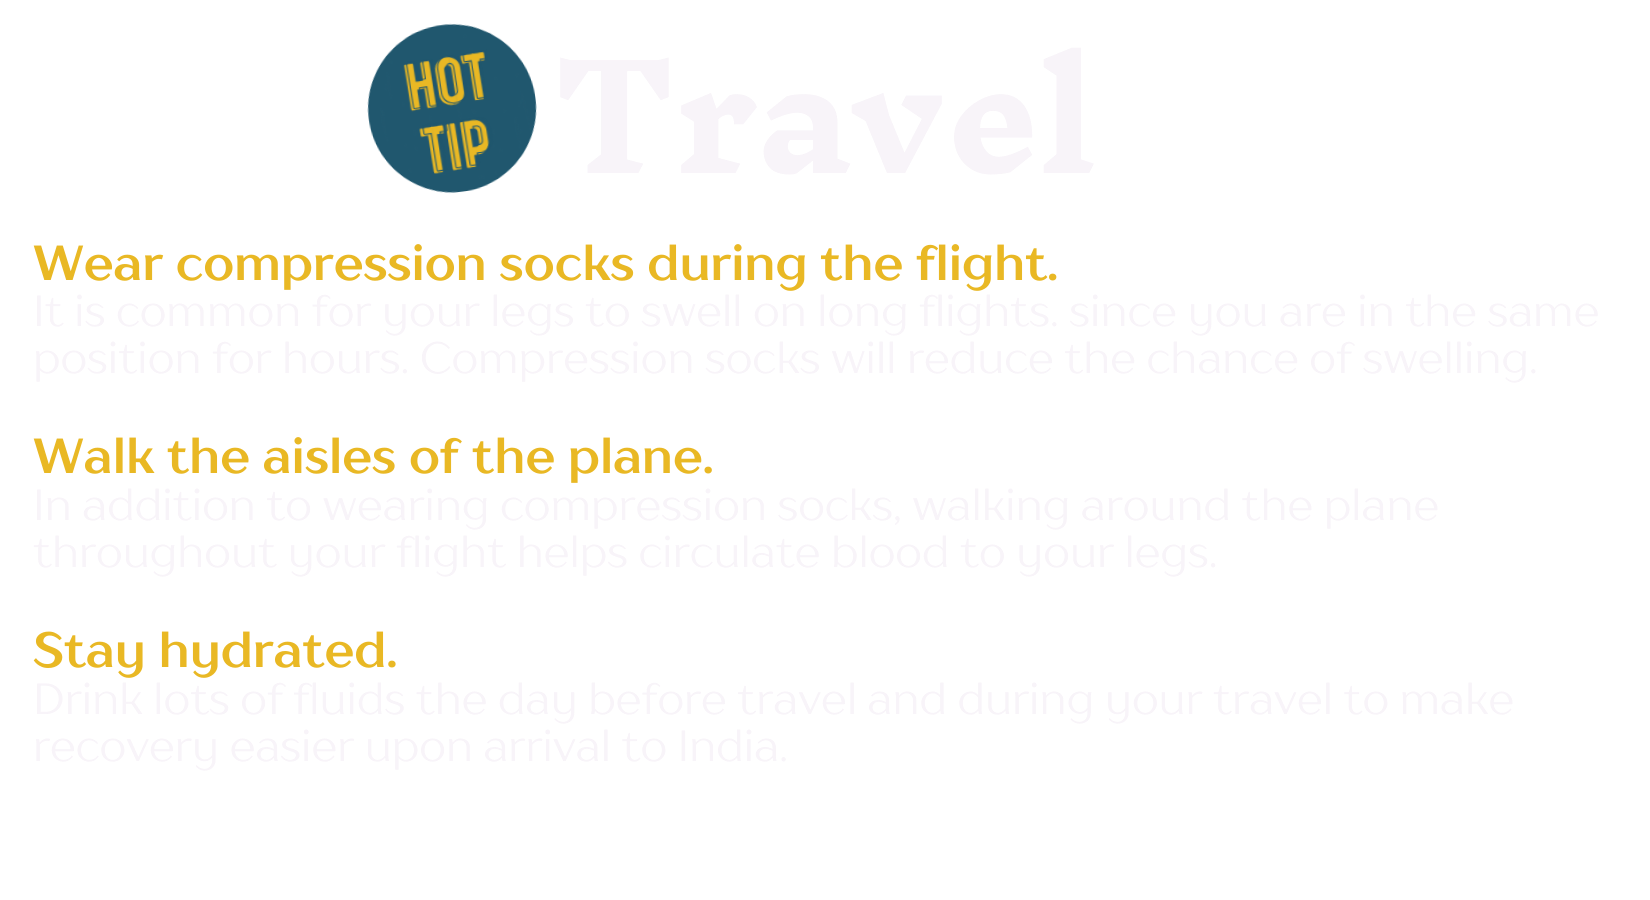 HOT
TIP
Travel
Wear compression socks during the flight.
It is common for your legs to swell on long flights. since you are in the same
position for hours. Compression socks will reduce the chance of swelling.
Walk the aisles of the plane.
In addition to wearing compression socks, walking around the plane
throughout your flight helps circulate blood to your legs.
Stay hydrated.
Drink lots of fluids the day before travel and during your travel to make
recovery easier upon arrival to India.